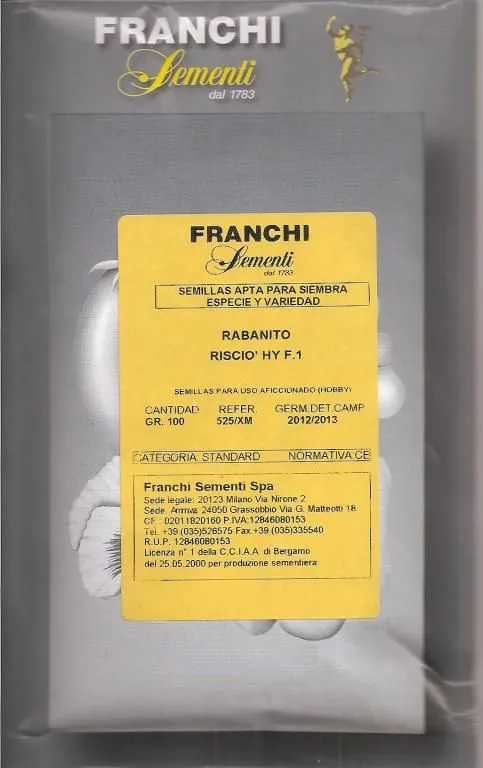 FRANCHI
Sementi
dal 1783
FRANCHI
Sementi
dal 1783
SEMILLAS APTA PARA SIEMBRA
ESPECIE Y VARIEDAD
RABANITO
RISCIO' HY F.1
SEMILLAS PARA USO AFICCIONADO (HOBBY)
CANTIDAD REFER. GERM.DET.CAMP
GR. 100 525/XM 2012/2013
CATEGORIA STANDARD NORMATIVA:CE
Franchi Sementi Spa
Sede legale: 20123 Milano Via Nirone 2
Sede. Ammva 24050 Grassobbio Via G. Matteotti 18
CF : 02011820160 P.IVA:12846080153
Tel. +39 (035)526575 Fax.+39 (035)335540
R.U.P. 12846080153
Licenza n° 1 della C.C.I.A.A. di Bergamo
del 25.05.2000 per produzione sementiera